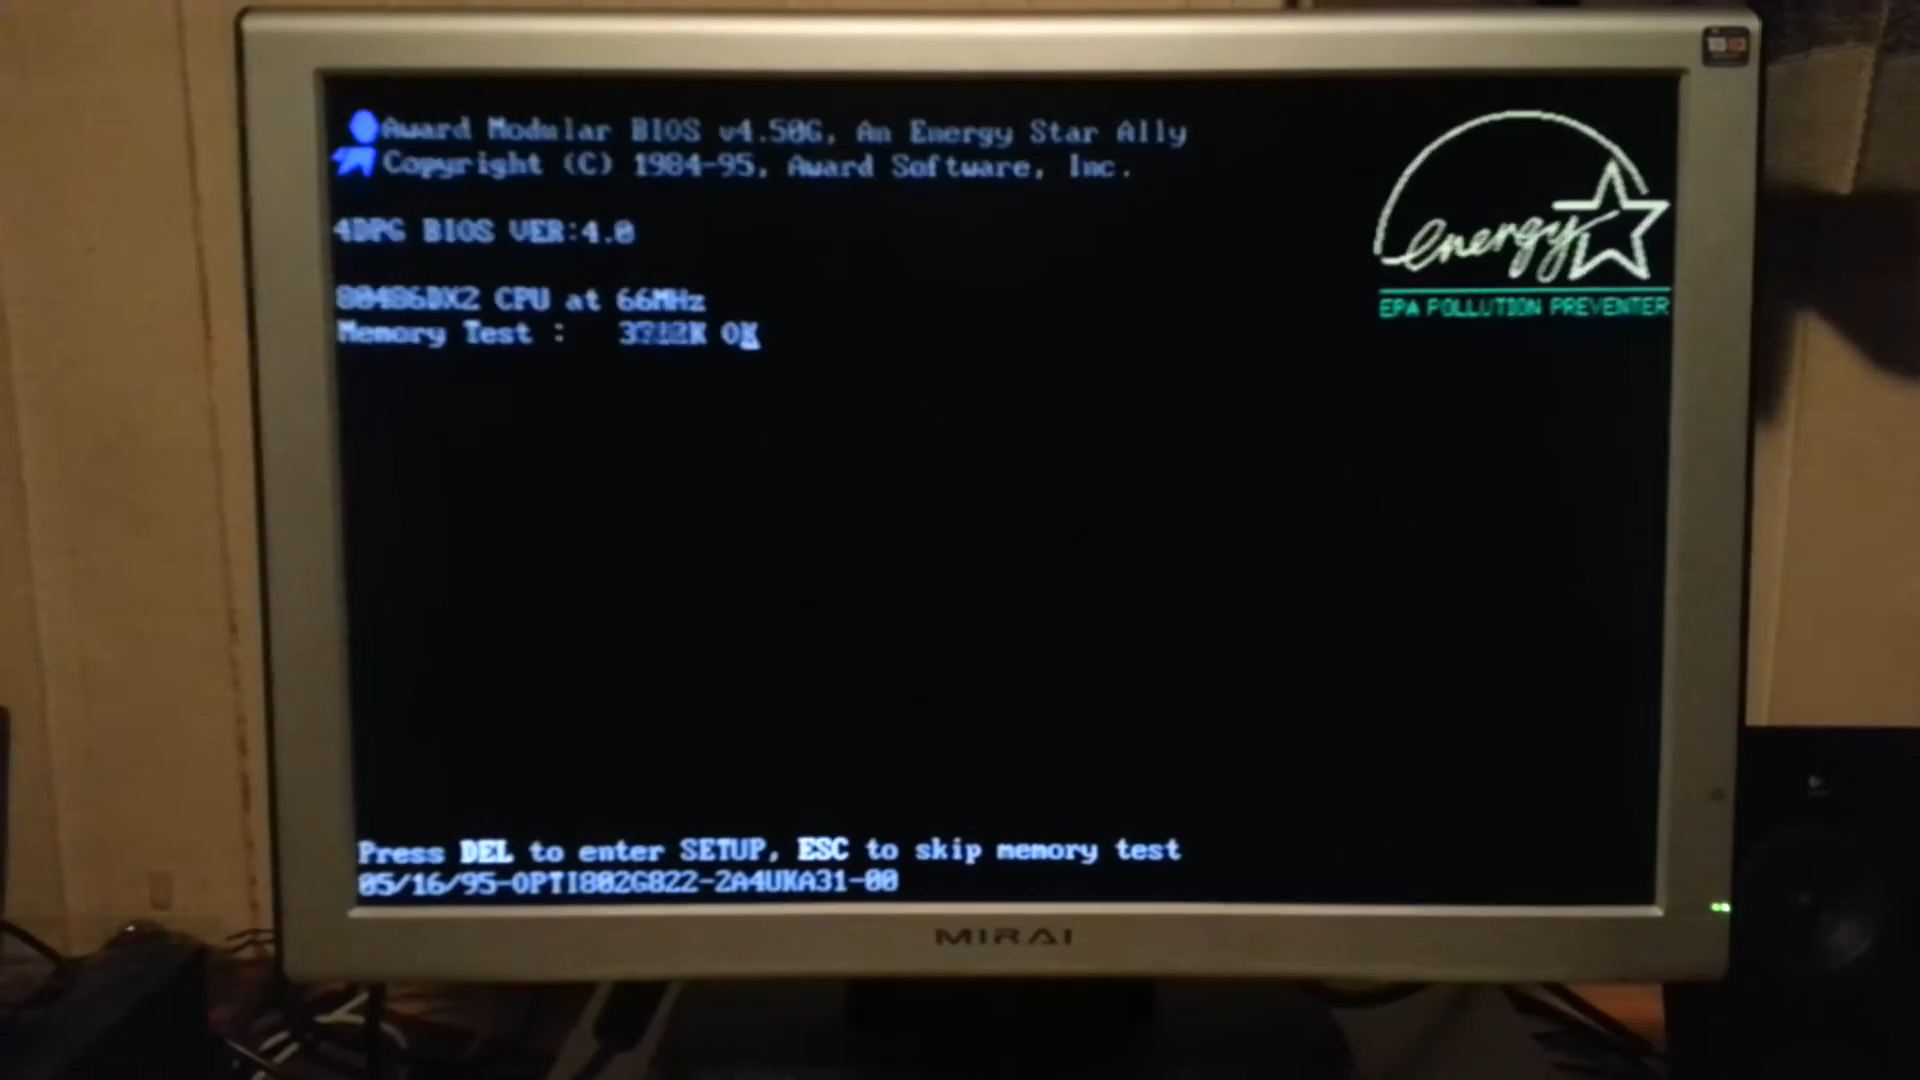 Award Modular BIOS v4.50G, An Energy Star Ally
Copyright (C) 1984-95, Award Software, Inc.
4DPG BIOS VER:4.0
80486DX2 CPU at 66MHz
Memory Test : OK
energy
EPA POLLUTION PREVENTER
Press DEL to enter SETUP, ESC to skip memory test
05/16/95-OPTI802G822-2A4UKA31-00
MIRAI